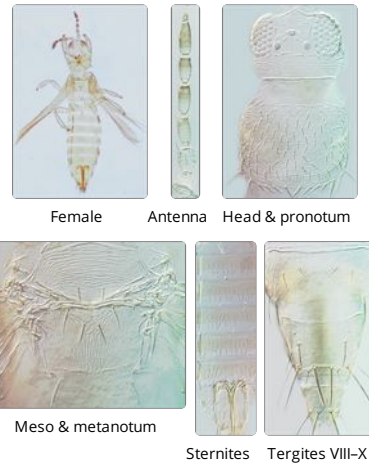 Female
Antenna
Head & pronotum
Meso & metanotum
Sternites
Tergites VIII–X